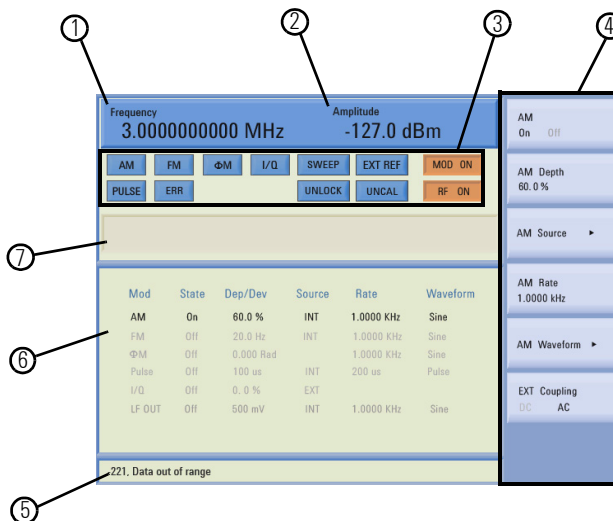 1
2
3
4
Frequency
3.0000000000 MHz
Amplitude
-127.0 dBm
AM FM ΦM I/Q SWEEP EXT REF MOD ON
PULSE ERR UNLOCK UNCAL RF ON
7
Mod State Dep/Dev Source Rate Waveform
AM On 60.0 % INT 1.0000 KHz Sine
FM Off 20.0 Hz INT 1.0000 KHz Sine
ΦM Off 0.000 Rad 1.0000 KHz Sine
Pulse Off 100 us INT 200 us Pulse
I/Q Off 0. 0 % EXT
LF OUT Off 500 mV INT 1.0000 KHz Sine
6
221, Data out of range
5
AM
On Off
AM Depth
60. 0 %
AM Source ►
AM Rate
1.0000 kHz
AM Waveform ►
EXT Coupling
DC AC